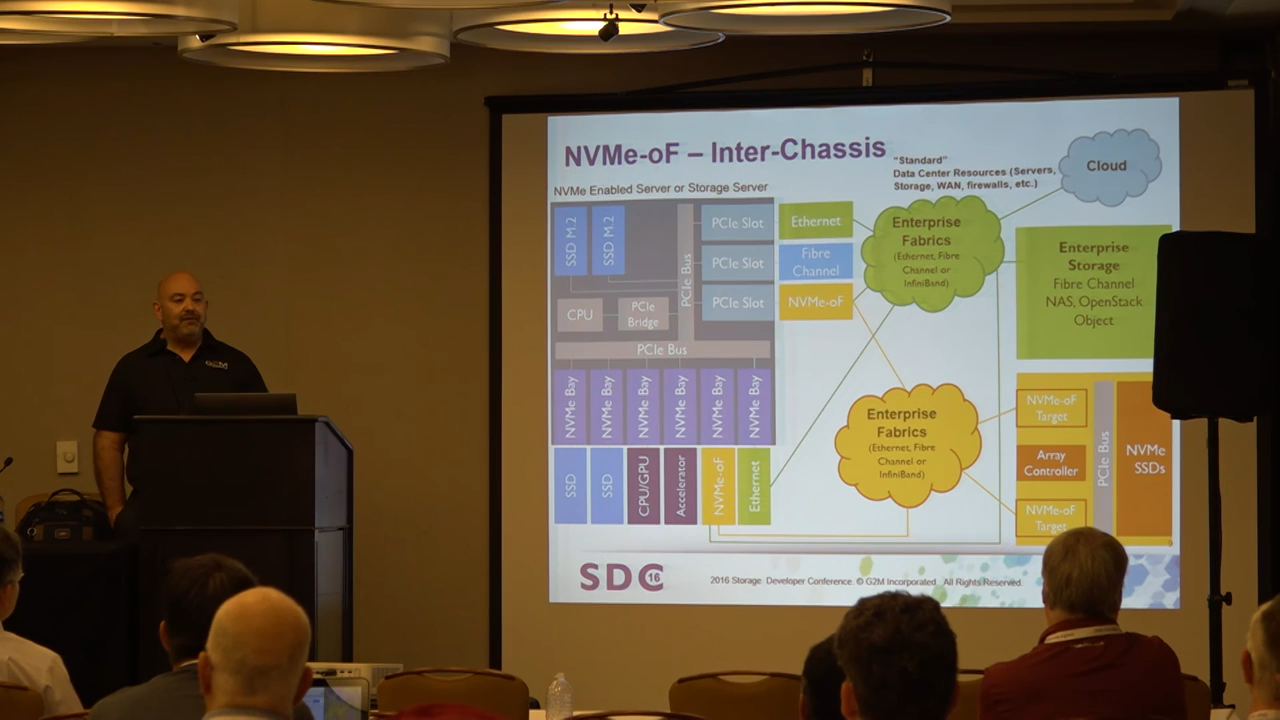 NVMe-oF – Inter-Chassis
"Standard"
Data Center Resources (Servers,
Storage, WAN, firewalls, etc.)
Cloud
NVMe Enabled Server or Storage Server
SSD M.2
SSD M.2
PCIe Bus
PCIe Slot
PCIe Slot
PCIe Slot
CPU
PCIe
Bridge
PCIe Bus
NVMe Bay
NVMe Bay
NVMe Bay
NVMe Bay
NVMe Bay
NVMe Bay
SSD
SSD
CPU/GPU
Accelerator
NVMe-oF
Ethernet
Ethernet
Fibre
Channel
NVMe-oF
Enterprise
Fabrics
(Ethernet, Fibre
Channel or
InfiniBand)
Enterprise
Storage
Fibre Channel
NAS, OpenStack
Object
Enterprise
Fabrics
(Ethernet, Fibre
Channel or
InfiniBand)
NVMe-oF
Target
Array
Controller
NVMe-oF
Target
PCIe Bus
NVMe
SSDs
SDC
16
2016 Storage Developer Conference. © G2M Incorporated. All Rights Reserved.
G2M